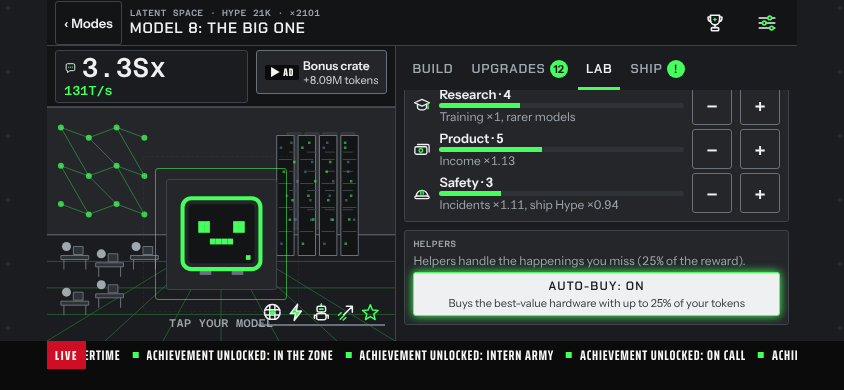 ‹ Modes
LATENT SPACE · HYPE 21K · ×2101
MODEL 8: THE BIG ONE
3.3Sx
131T/s
AD
Bonus crate
+8.09M tokens
BUILD
UPGRADES 12
LAB
SHIP !
Research · 4
Training ×1, rarer models
− +
Product · 5
Income ×1.13
− +
Safety · 3
Incidents ×1.11, ship Hype ×0.94
− +
HELPERS
Helpers handle the happenings you miss (25% of the reward).
AUTO-BUY: ON
Buys the best-value hardware with up to 25% of your tokens
TAP YOUR MODEL
LIVE
ERTIME ■ ACHIEVEMENT UNLOCKED: IN THE ZONE ■ ACHIEVEMENT UNLOCKED: INTERN ARMY ■ ACHIEVEMENT UNLOCKED: ON CALL ■ ACHII